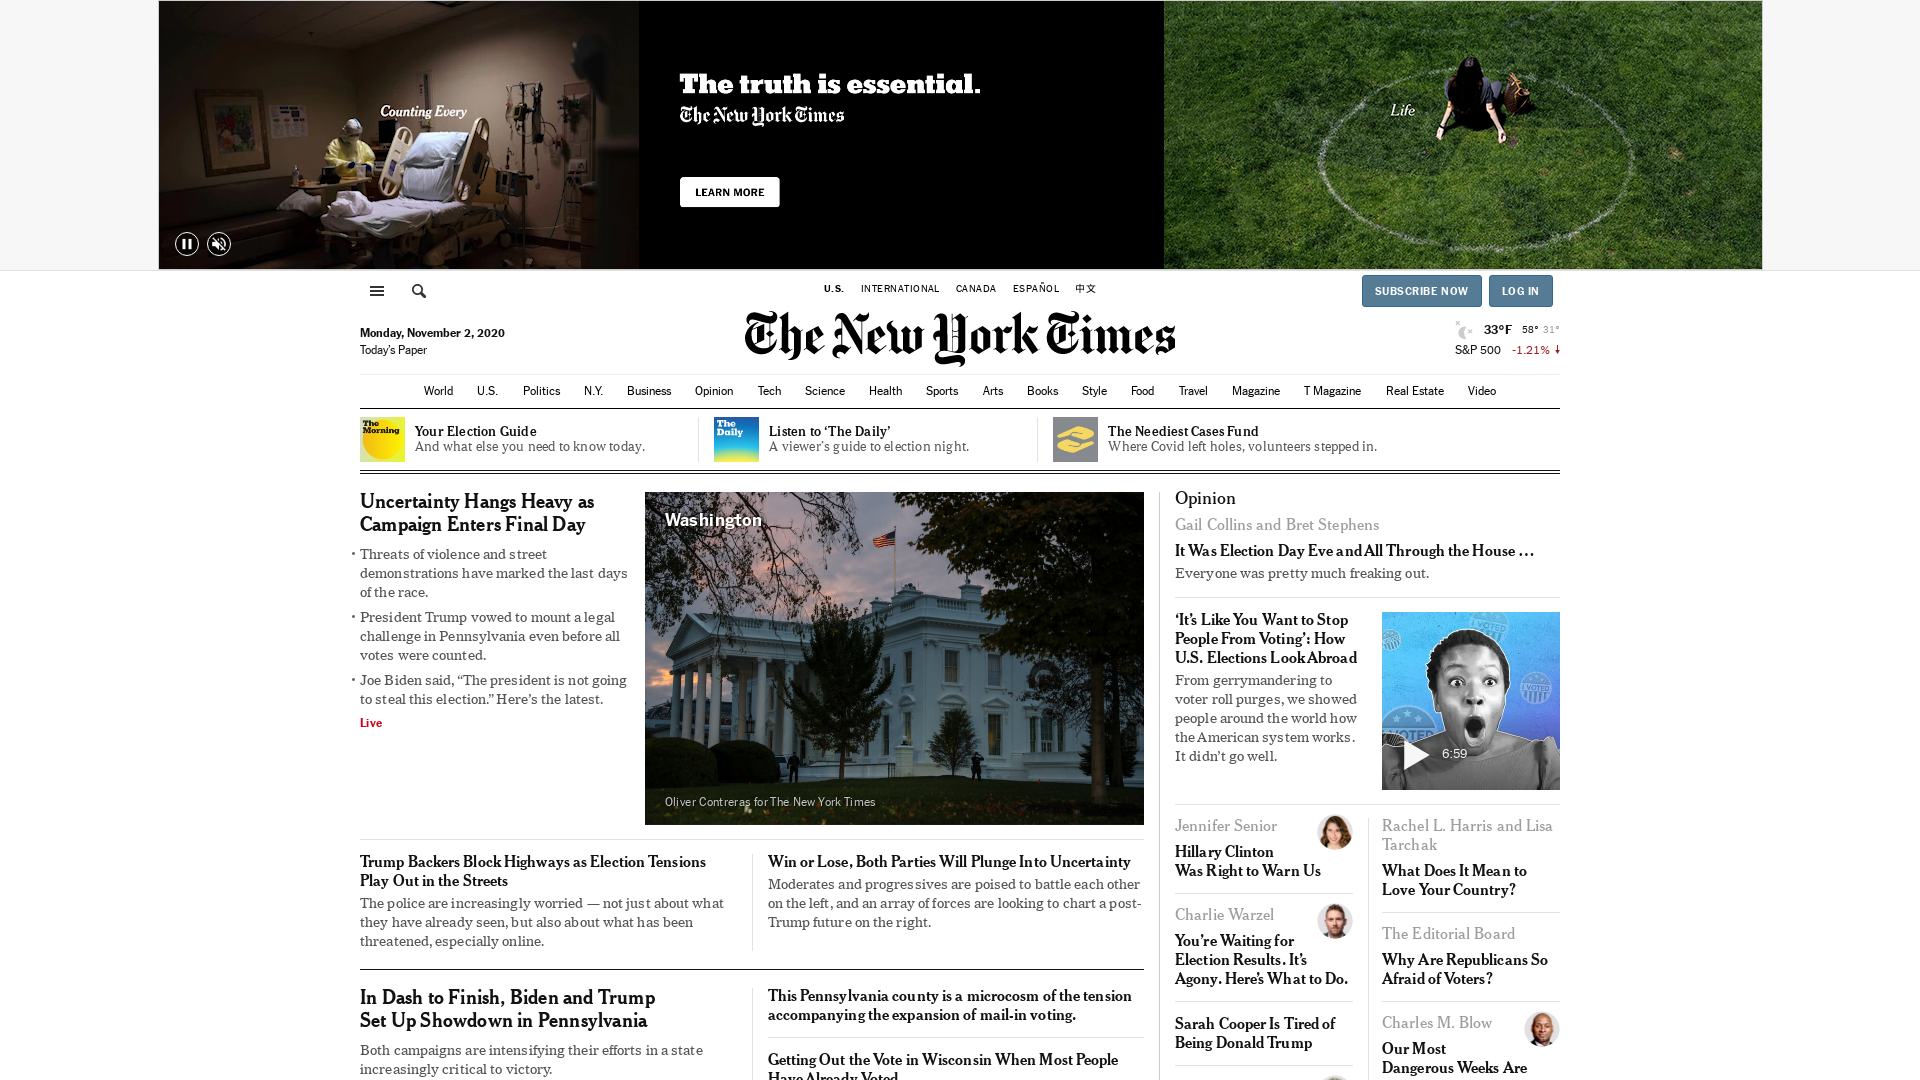 Counting Every
The truth is essential.
The New York Times
LEARN MORE
Life
U.S. INTERNATIONAL CANADA ESPAÑOL 中文
SUBSCRIBE NOW LOG IN
Monday, November 2, 2020
Today's Paper
The New York Times
33°F 58° 31°
S&P 500 -1.21%
World U.S. Politics N.Y. Business Opinion Tech Science Health Sports Arts Books Style Food Travel Magazine T Magazine Real Estate Video
The Morning
Your Election Guide
And what else you need to know today.
The Daily
Listen to ‘The Daily’
A viewer's guide to election night.
The Neediest Cases Fund
Where Covid left holes, volunteers stepped in.
Uncertainty Hangs Heavy as
Campaign Enters Final Day
• Threats of violence and street
demonstrations have marked the last days
of the race.
• President Trump vowed to mount a legal
challenge in Pennsylvania even before all
votes were counted.
• Joe Biden said, “The president is not going
to steal this election.” Here's the latest.
Live
Washington
Oliver Contreras for The New York Times
Trump Backers Block Highways as Election Tensions
Play Out in the Streets
The police are increasingly worried — not just about what
they have already seen, but also about what has been
threatened, especially online.
Win or Lose, Both Parties Will Plunge Into Uncertainty
Moderates and progressives are poised to battle each other
on the left, and an array of forces are looking to chart a post-
Trump future on the right.
In Dash to Finish, Biden and Trump
Set Up Showdown in Pennsylvania
Both campaigns are intensifying their efforts in a state
increasingly critical to victory.
This Pennsylvania county is a microcosm of the tension
accompanying the expansion of mail-in voting.
Getting Out the Vote in Wisconsin When Most People
Have Already Voted
Opinion
Gail Collins and Bret Stephens
It Was Election Day Eve and All Through the House …
Everyone was pretty much freaking out.
‘It's Like You Want to Stop
People From Voting’: How
U.S. Elections Look Abroad
From gerrymandering to
voter roll purges, we showed
people around the world how
the American system works.
It didn't go well.
I VOTED
I VOTED
VOTED
6:59
Jennifer Senior
Hillary Clinton
Was Right to Warn Us
Charlie Warzel
You're Waiting for
Election Results. It's
Agony. Here's What to Do.
Sarah Cooper Is Tired of
Being Donald Trump
Rachel L. Harris and Lisa
Tarchak
What Does It Mean to
Love Your Country?
The Editorial Board
Why Are Republicans So
Afraid of Voters?
Charles M. Blow
Our Most
Dangerous Weeks Are